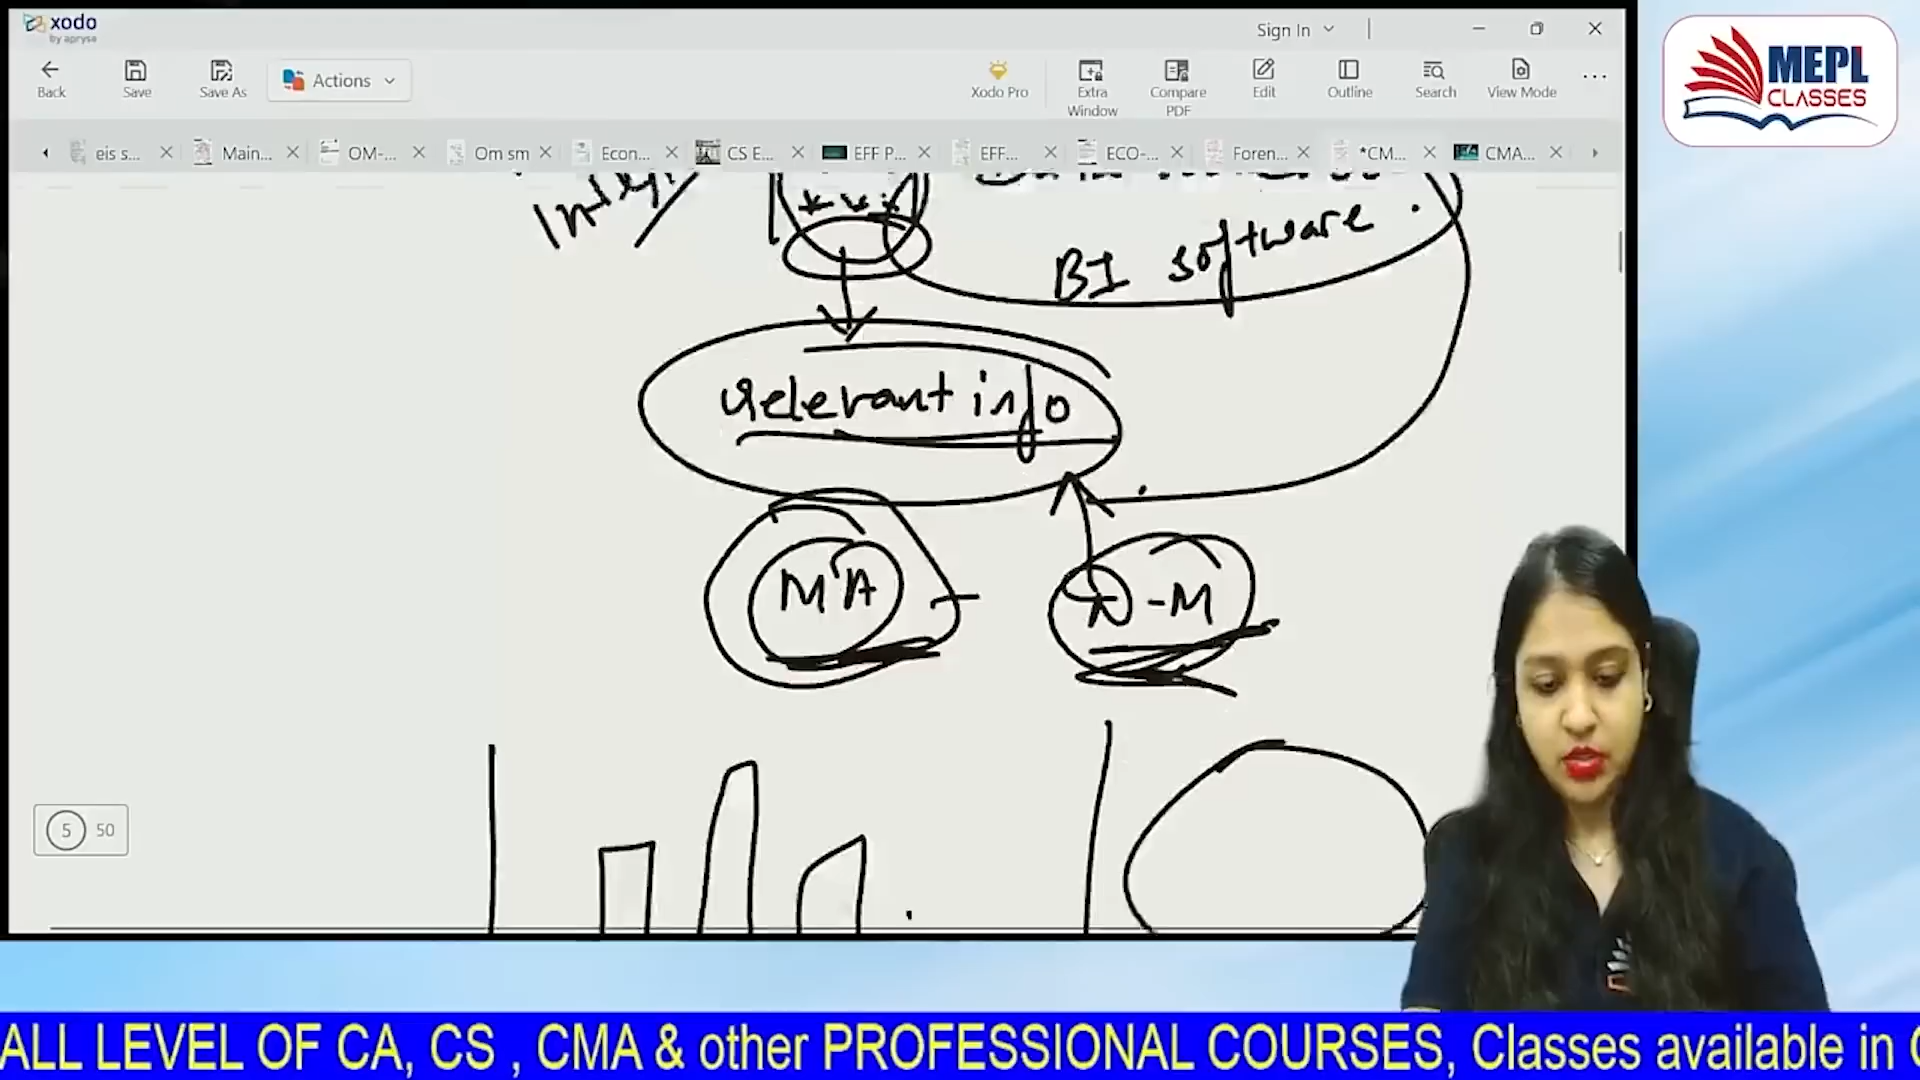 xodo
by apryse
Sign In
Back
Save
Save As
Actions
Xodo Pro
Extra Window
Compare PDF
Edit
Outline
Search
View Mode
eis s...
Main...
OM-...
Om sm
Econ...
CS E...
EFF P...
EFF...
ECO-...
Foren...
*CM...
CMA...
MEPL
CLASSES
BI software
relevant info
MA
-M
5 50
ALL LEVEL OF CA, CS , CMA & other PROFESSIONAL COURSES, Classes available in